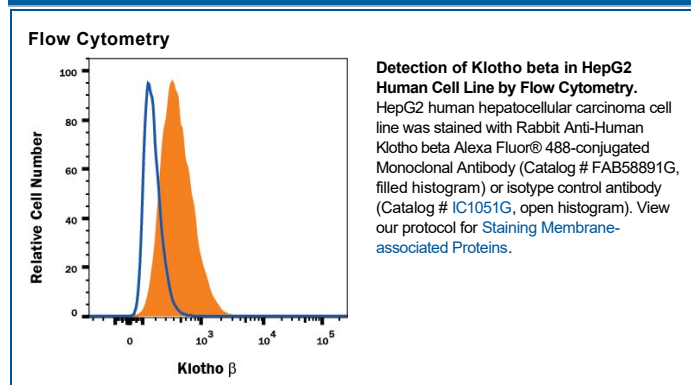 Flow Cytometry
100
80
60
40
20
0
Relative Cell Number
0
10³
10⁴
10⁵
Klotho β
Detection of Klotho beta in HepG2
Human Cell Line by Flow Cytometry.
HepG2 human hepatocellular carcinoma cell
line was stained with Rabbit Anti-Human
Klotho beta Alexa Fluor® 488-conjugated
Monoclonal Antibody (Catalog # FAB58891G,
filled histogram) or isotype control antibody
(Catalog # IC1051G, open histogram). View
our protocol for Staining Membrane-
associated Proteins.